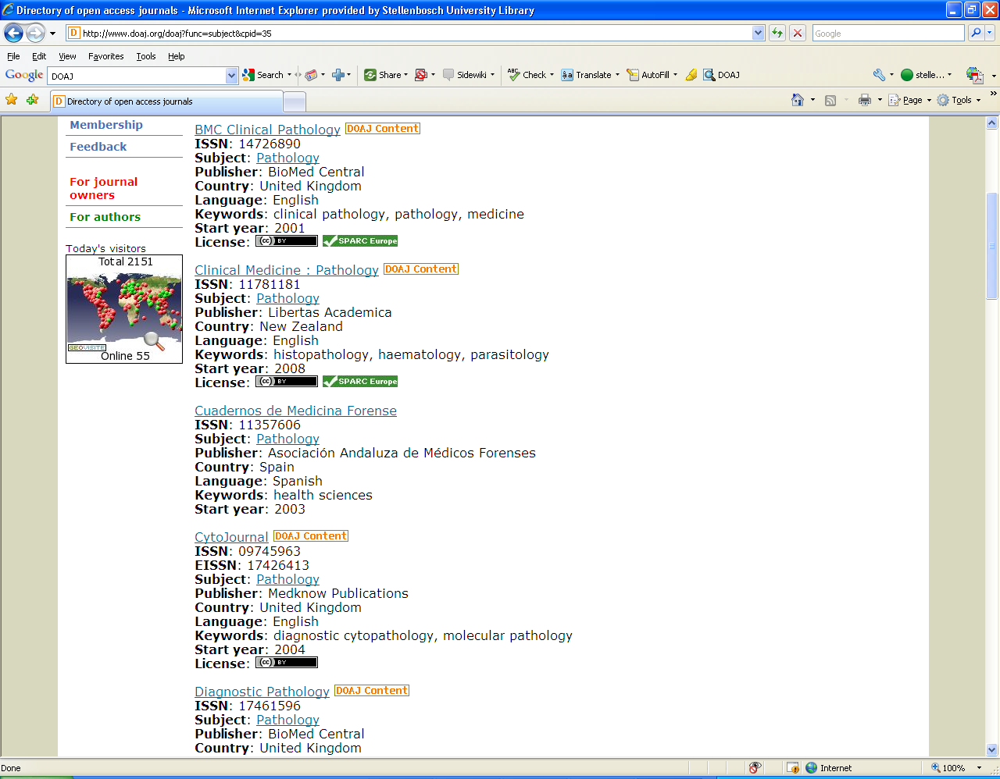 Directory of open access journals - Microsoft Internet Explorer provided by Stellenbosch University Library
http://www.doaj.org/doaj?func=subject&cpid=35
Google
File Edit View Favorites Tools Help
Google DOAJ Search Share Sidewiki Check Translate AutoFill DOAJ stelle...
Directory of open access journals
Page Tools
Membership
Feedback
For journal
owners
For authors
Today's visitors
Total 2151
GEOVISITE
Online 55
BMC Clinical Pathology DOAJ Content
ISSN: 14726890
Subject: Pathology
Publisher: BioMed Central
Country: United Kingdom
Language: English
Keywords: clinical pathology, pathology, medicine
Start year: 2001
License: (cc) BY SPARC Europe
Clinical Medicine : Pathology DOAJ Content
ISSN: 11781181
Subject: Pathology
Publisher: Libertas Academica
Country: New Zealand
Language: English
Keywords: histopathology, haematology, parasitology
Start year: 2008
License: (cc) BY SPARC Europe
Cuadernos de Medicina Forense
ISSN: 11357606
Subject: Pathology
Publisher: Asociación Andaluza de Médicos Forenses
Country: Spain
Language: Spanish
Keywords: health sciences
Start year: 2003
CytoJournal DOAJ Content
ISSN: 09745963
EISSN: 17426413
Subject: Pathology
Publisher: Medknow Publications
Country: United Kingdom
Language: English
Keywords: diagnostic cytopathology, molecular pathology
Start year: 2004
License: (cc) BY
Diagnostic Pathology DOAJ Content
ISSN: 17461596
Subject: Pathology
Publisher: BioMed Central
Country: United Kingdom
Done Internet 100%